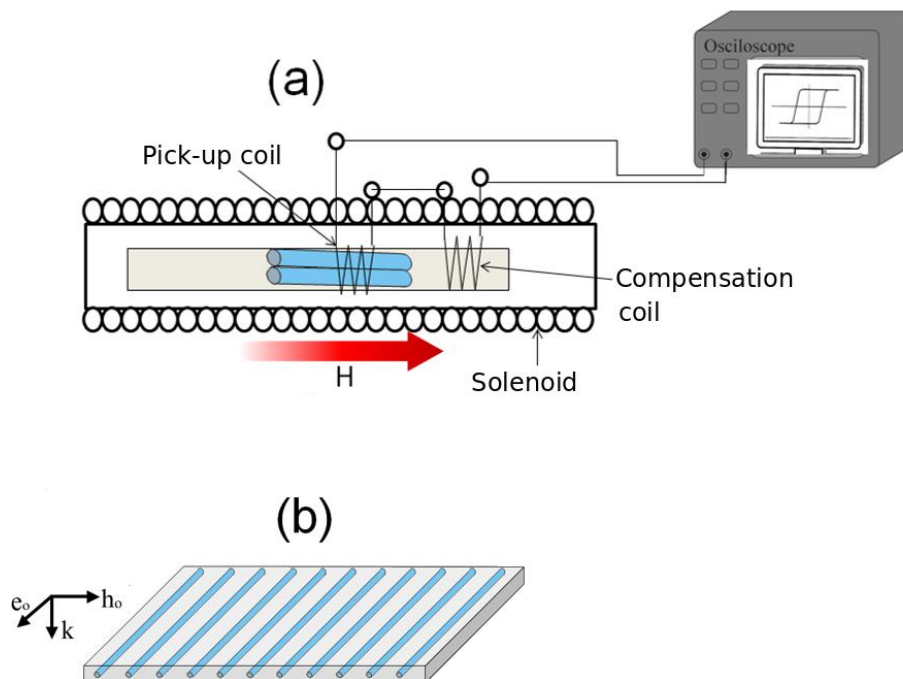 (a)
Osciloscope
Pick-up coil
Compensation
coil
H
Solenoid
(b)
eₒ
hₒ
k